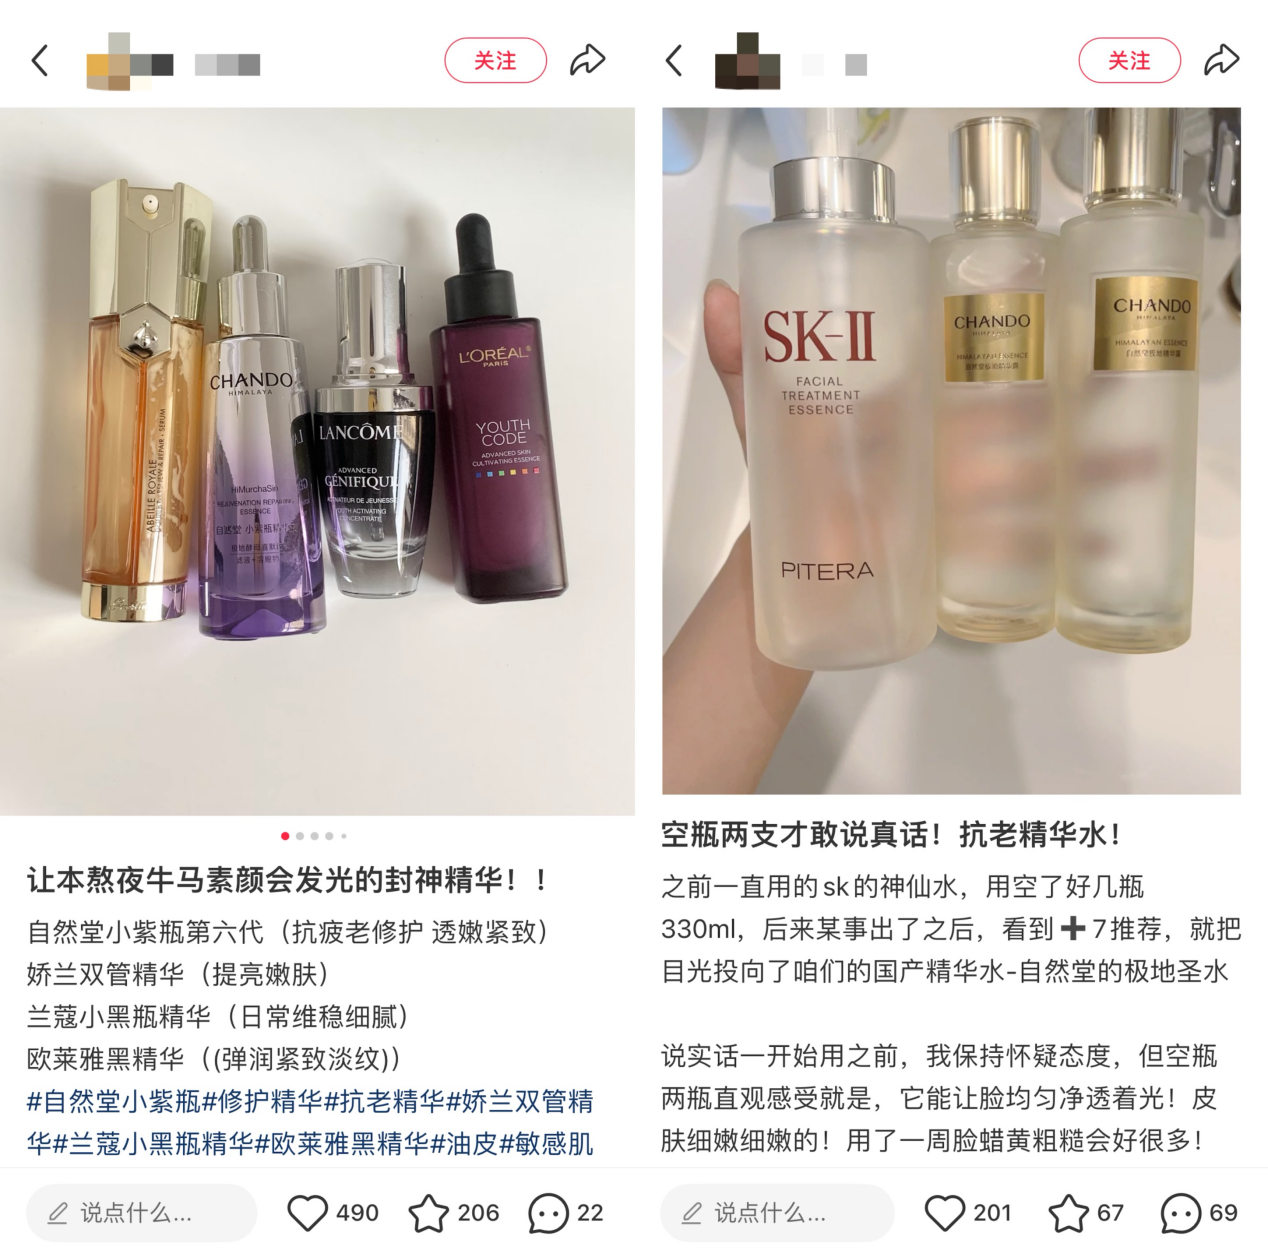 关注
ABEILLE ROYALE
CHANDO
HIMALAYA
HiMurchaSin
ESSENCE
LANCÔME
ADVANCED
GÉNIFIQUE
YOUTH ACTIVATING
CONCENTRATE
L'ORÉAL
PARIS
YOUTH
CODE
ADVANCED SKIN
CULTIVATING ESSENCE
让本熬夜牛马素颜会发光的封神精华！！
自然堂小紫瓶第六代（抗疲老修护 透嫩紧致）
娇兰双管精华（提亮嫩肤）
兰蔻小黑瓶精华（日常维稳细腻）
欧莱雅黑精华（(弹润紧致淡纹)）
#自然堂小紫瓶#修护精华#抗老精华#娇兰双管精
华#兰蔻小黑瓶精华#欧莱雅黑精华#油皮#敏感肌
说点什么...
490
206
22
关注
SK-II
FACIAL
TREATMENT
ESSENCE
PITERA
CHANDO
HIMALAYA
HIMALAYAN ESSENCE
CHANDO
HIMALAYA
HIMALAYAN ESSENCE
空瓶两支才敢说真话！抗老精华水！
之前一直用的sk的神仙水，用空了好几瓶
330ml，后来某事出了之后，看到➕7推荐，就把
目光投向了咱们的国产精华水-自然堂的极地圣水
说实话一开始用之前，我保持怀疑态度，但空瓶
两瓶直观感受就是，它能让脸均匀净透着光！皮
肤细嫩细嫩的！用了一周脸蜡黄粗糙会好很多！
说点什么...
201
67
69